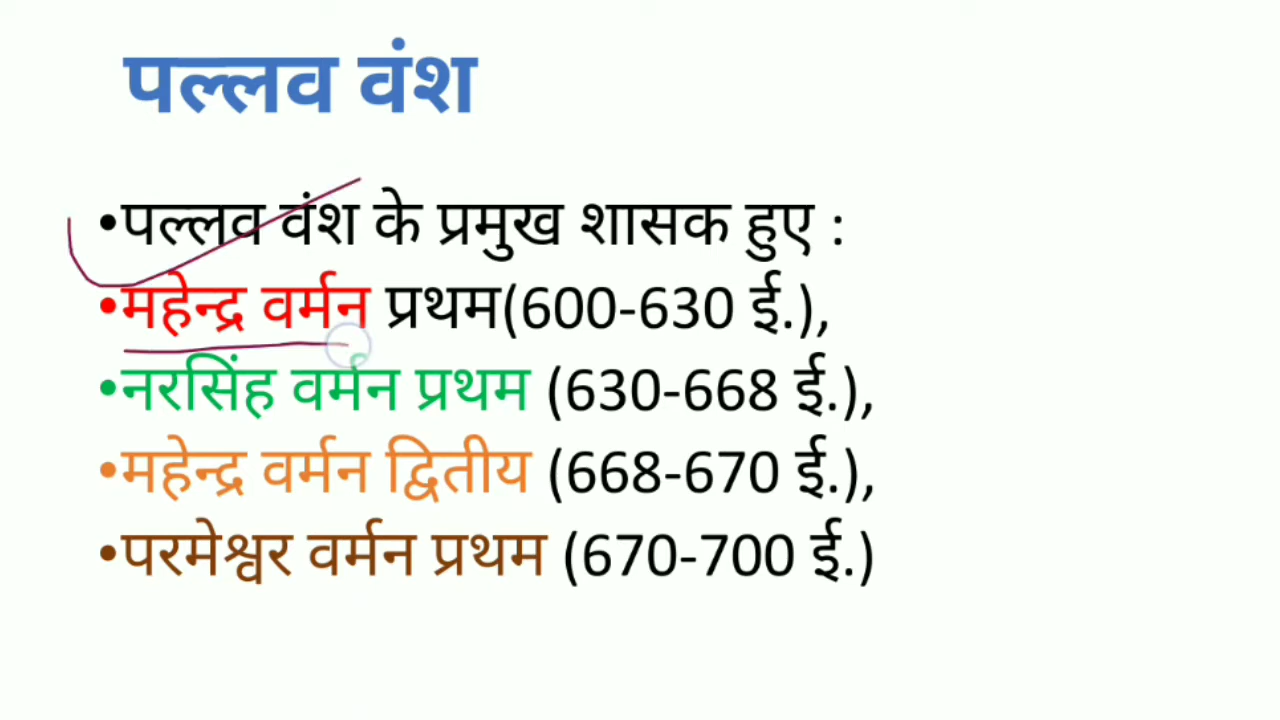 पल्लव वंश
•पल्लव वंश के प्रमुख शासक हुए :
•महेन्द्र वर्मन प्रथम(600-630 ई.),
•नरसिंह वर्मन प्रथम (630-668 ई.),
•महेन्द्र वर्मन द्वितीय (668-670 ई.),
•परमेश्वर वर्मन प्रथम (670-700 ई.)